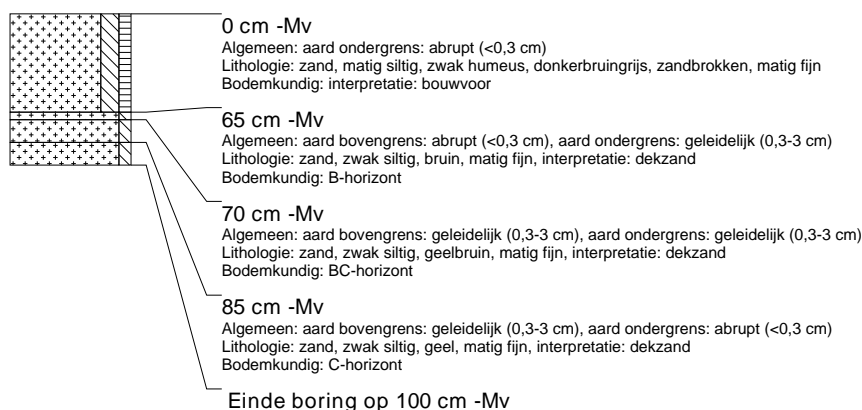 0 cm -Mv
Algemeen: aard ondergrens: abrupt (<0,3 cm)
Lithologie: zand, matig siltig, zwak humeus, donkerbruingrijs, zandbrokken, matig fijn
Bodemkundig: interpretatie: bouwvoor
65 cm -Mv
Algemeen: aard bovengrens: abrupt (<0,3 cm), aard ondergrens: geleidelijk (0,3-3 cm)
Lithologie: zand, zwak siltig, bruin, matig fijn, interpretatie: dekzand
Bodemkundig: B-horizont
70 cm -Mv
Algemeen: aard bovengrens: geleidelijk (0,3-3 cm), aard ondergrens: geleidelijk (0,3-3 cm)
Lithologie: zand, zwak siltig, geelbruin, matig fijn, interpretatie: dekzand
Bodemkundig: BC-horizont
85 cm -Mv
Algemeen: aard bovengrens: geleidelijk (0,3-3 cm), aard ondergrens: abrupt (<0,3 cm)
Lithologie: zand, zwak siltig, geel, matig fijn, interpretatie: dekzand
Bodemkundig: C-horizont
Einde boring op 100 cm -Mv